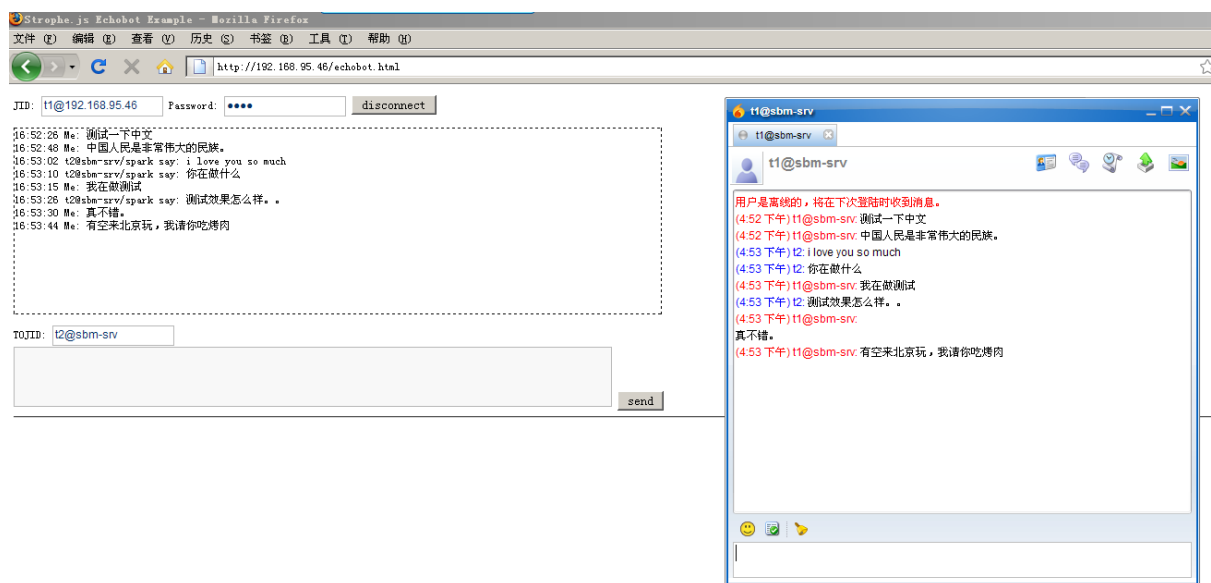 Strophe.js Echobot Example - Mozilla Firefox
文件 (F) 编辑 (E) 查看 (V) 历史 (S) 书签 (B) 工具 (T) 帮助 (H)
http://192.168.95.46/echobot.html
JID: t1@192.168.95.46 Password: •••• disconnect
16:52:26 Me: 测试一下中文
16:52:48 Me: 中国人民是非常伟大的民族。
16:53:02 t2@sbm-srv/spark say: i love you so much
16:53:10 t2@sbm-srv/spark say: 你在做什么
16:53:15 Me: 我在做测试
16:53:26 t2@sbm-srv/spark say: 测试效果怎么样。。
16:53:30 Me: 真不错。
16:53:44 Me: 有空来北京玩，我请你吃烤肉
TOJID: t2@sbm-srv
send
t1@sbm-srv
t1@sbm-srv
t1@sbm-srv
用户是离线的，将在下次登陆时收到消息。
(4:52 下午) t1@sbm-srv: 测试一下中文
(4:52 下午) t1@sbm-srv: 中国人民是非常伟大的民族。
(4:53 下午) t2: i love you so much
(4:53 下午) t2: 你在做什么
(4:53 下午) t1@sbm-srv: 我在做测试
(4:53 下午) t2: 测试效果怎么样。。
(4:53 下午) t1@sbm-srv:
真不错。
(4:53 下午) t1@sbm-srv: 有空来北京玩，我请你吃烤肉